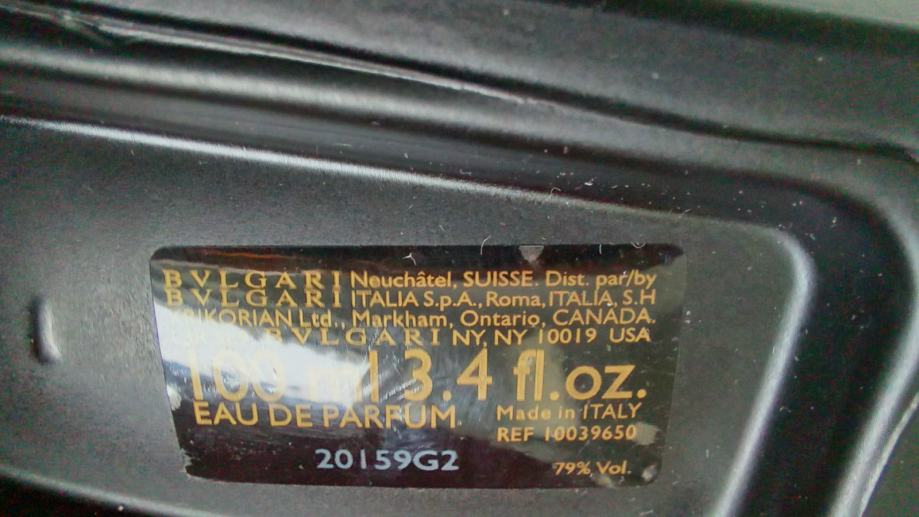 BVLGARI Neuchâtel, SUISSE. Dist. par/by
BVLGARI ITALIA S.p.A., Roma, ITALIA, S.H
Ltd., Markham, Ontario, CANADA.
BVLGARI NY, NY 10019 USA
100 ml 3.4 fl.oz.
EAU DE PARFUM
Made in ITALY
REF 10039650
20159G2
79% Vol.